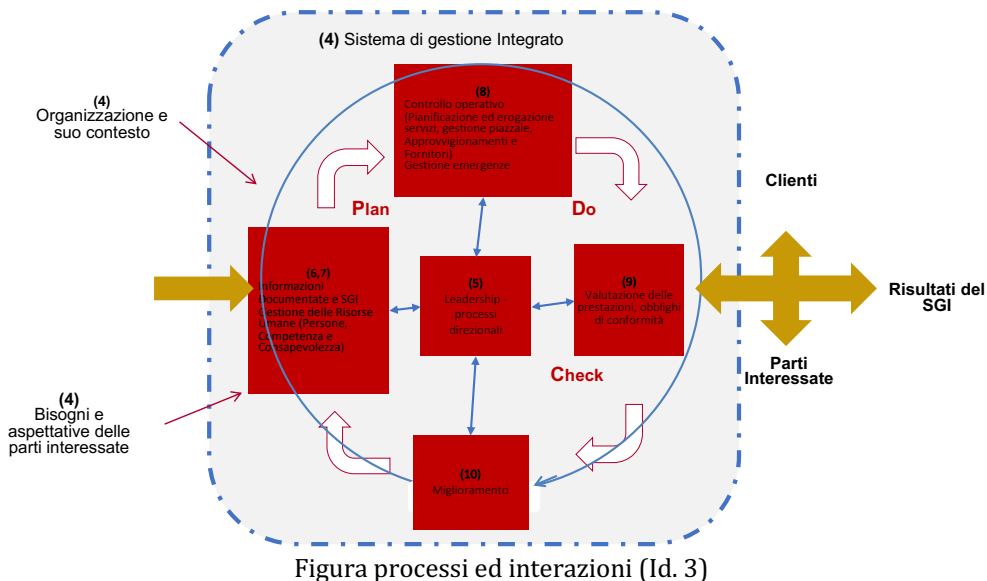 (4) Sistema di gestione Integrato
(4)
Organizzazione e
suo contesto
(8)
Controllo operativo
(Pianificazione ed erogazione
servizi, gestione piazzale,
Approvvigionamenti e
Fornitori)
Gestione emergenze
Clienti
Plan
Do
(6,7)
Informazioni
Documentate e SGI
Gestione delle Risorse
Umane (Persone,
Competenza e
Consapevolezza)
(5)
Leadership -
processi
direzionali
(9)
Valutazione delle
prestazioni, obblighi
di conformità
Risultati del
SGI
Parti
Interessate
Check
(4)
Bisogni e
aspettative delle
parti interessate
(10)
Miglioramento
Figura processi ed interazioni (Id. 3)